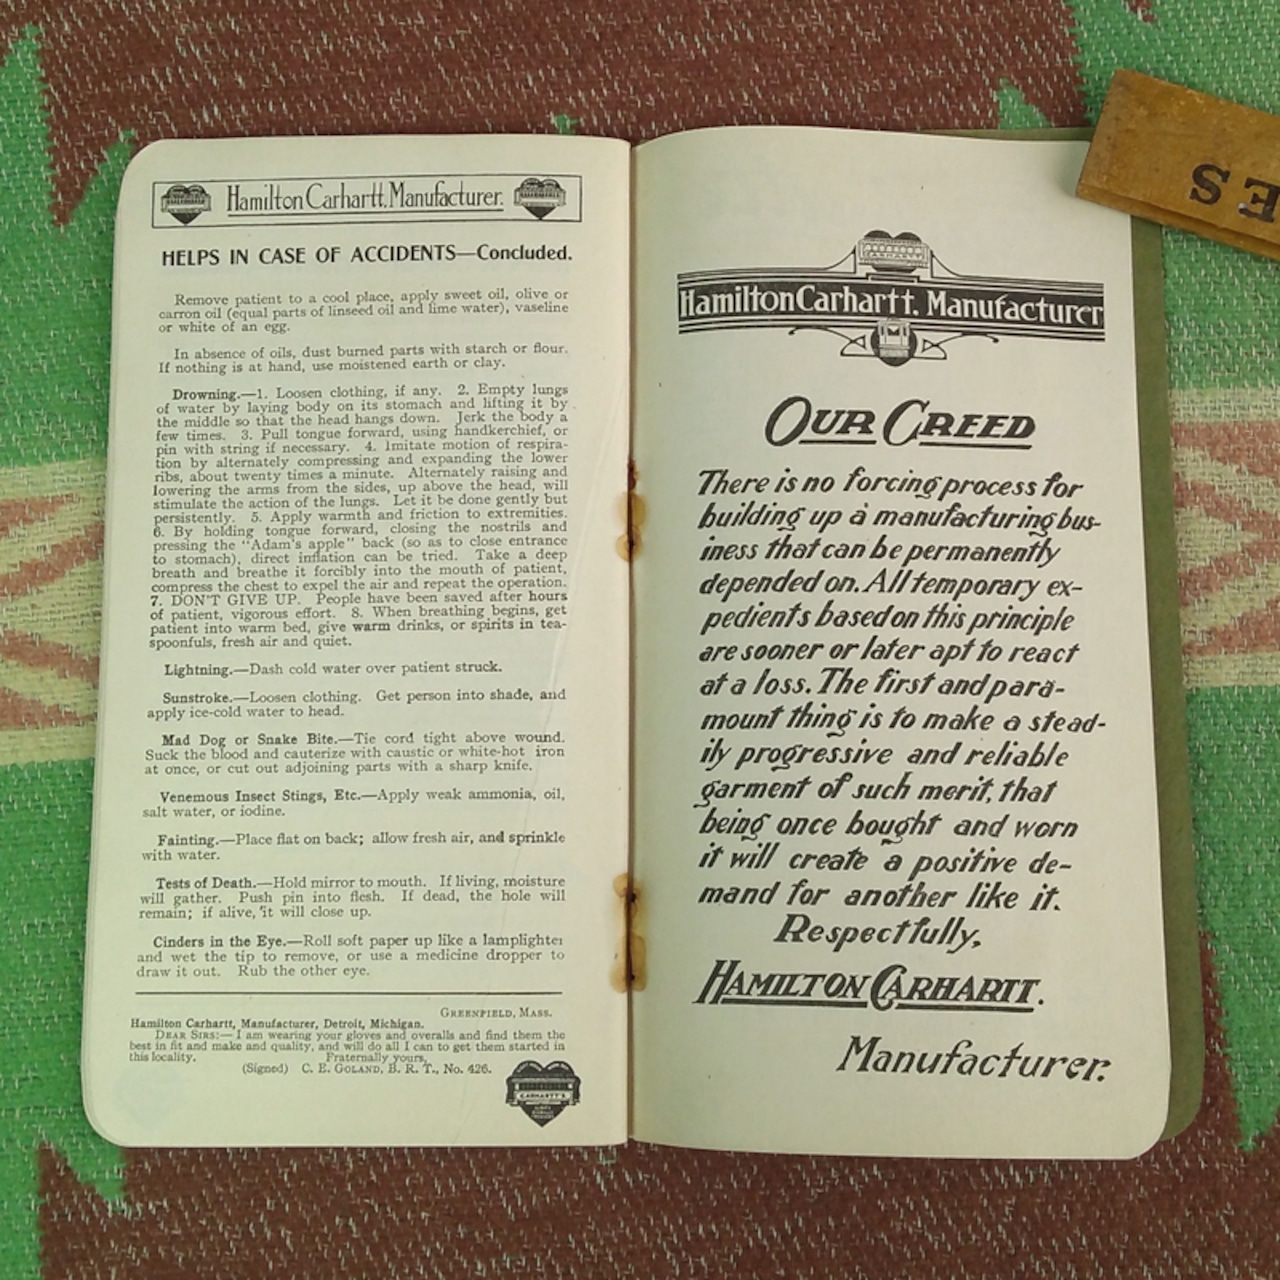 Hamilton Carhartt, Manufacturer.
HELPS IN CASE OF ACCIDENTS—Concluded.
Remove patient to a cool place, apply sweet oil, olive or
carron oil (equal parts of linseed oil and lime water), vaseline
or white of an egg.
In absence of oils, dust burned parts with starch or flour.
If nothing is at hand, use moistened earth or clay.
Drowning.—1. Loosen clothing, if any. 2. Empty lungs
of water by laying body on its stomach and lifting it by
the middle so that the head hangs down. Jerk the body a
few times. 3. Pull tongue forward, using handkerchief, or
pin with string if necessary. 4. Imitate motion of respira-
tion by alternately compressing and expanding the lower
ribs, about twenty times a minute. Alternately raising and
lowering the arms from the sides, up above the head, will
stimulate the action of the lungs. Let it be done gently but
persistently. 5. Apply warmth and friction to extremities.
6. By holding tongue forward, closing the nostrils and
pressing the "Adam's apple" back (so as to close entrance
to stomach), direct inflation can be tried. Take a deep
breath and breathe it forcibly into the mouth of patient,
compress the chest to expel the air and repeat the operation.
7. DON'T GIVE UP. People have been saved after hours
of patient, vigorous effort. 8. When breathing begins, get
patient into warm bed, give warm drinks, or spirits in tea-
spoonfuls, fresh air and quiet.
Lightning.—Dash cold water over patient struck.
Sunstroke.—Loosen clothing. Get person into shade, and
apply ice-cold water to head.
Mad Dog or Snake Bite.—Tie cord tight above wound.
Suck the blood and cauterize with caustic or white-hot iron
at once, or cut out adjoining parts with a sharp knife.
Venemous Insect Stings, Etc.—Apply weak ammonia, oil,
salt water, or iodine.
Fainting.—Place flat on back; allow fresh air, and sprinkle
with water.
Tests of Death.—Hold mirror to mouth. If living, moisture
will gather. Push pin into flesh. If dead, the hole will
remain; if alive, it will close up.
Cinders in the Eye.—Roll soft paper up like a lamplighter
and wet the tip to remove, or use a medicine dropper to
draw it out. Rub the other eye.
GREENFIELD, MASS.
Hamilton Carhartt, Manufacturer, Detroit, Michigan.
DEAR SIRS:—I am wearing your gloves and overalls and find them the
best in fit and make and quality, and will do all I can to get them started in
this locality. Fraternally yours,
(Signed) C. E. GOLAND, B. R. T., No. 426.
CARHARTT'S
CARHARTT
Hamilton Carhartt, Manufacturer
OUR CREED
There is no forcing process for
building up a manufacturing bus-
iness that can be permanently
depended on. All temporary ex-
pedients based on this principle
are sooner or later apt to react
at a loss. The first and para-
mount thing is to make a stead-
ily progressive and reliable
garment of such merit, that
being once bought and worn
it will create a positive de-
mand for another like it.
Respectfully,
HAMILTON CARHARTT.
Manufacturer.
ES